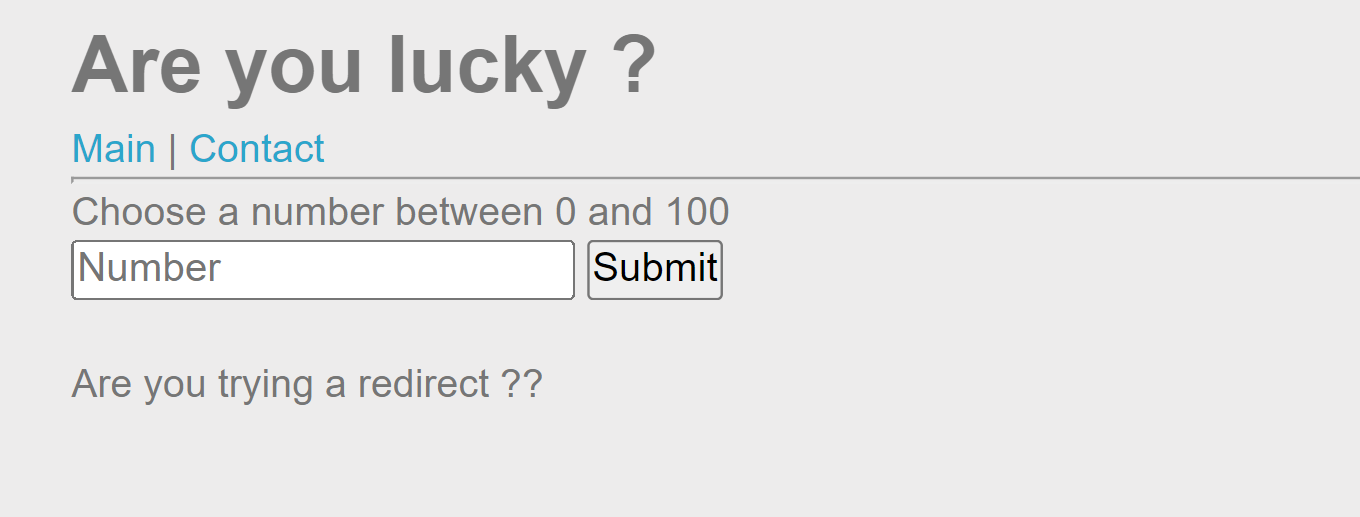 Are you lucky ?
Main | Contact
Choose a number between 0 and 100
Number Submit
Are you trying a redirect ??